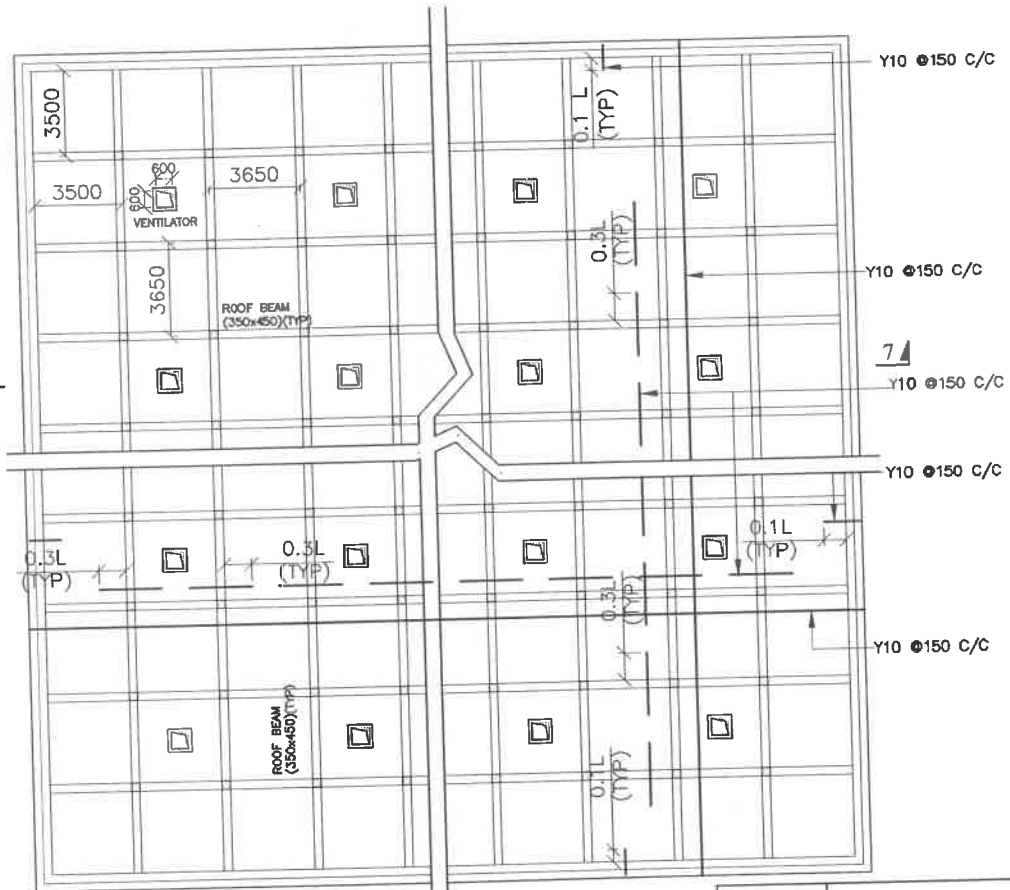 Y10 @150 C/C
3500
0.1 L
(TYP)
600
3650
3500
600
VENTILATOR
0.3L
(TYP)
Y10 @150 C/C
3650
ROOF BEAM
(350x450)(TYP)
7
Y10 @150 C/C
Y10 @150 C/C
0.3L
(TYP)
0.3L
(TYP)
0.1L
(TYP)
0.3L
(TYP)
Y10 @150 C/C
ROOF BEAM
(350x450)(TYP)
0.1L
(TYP)